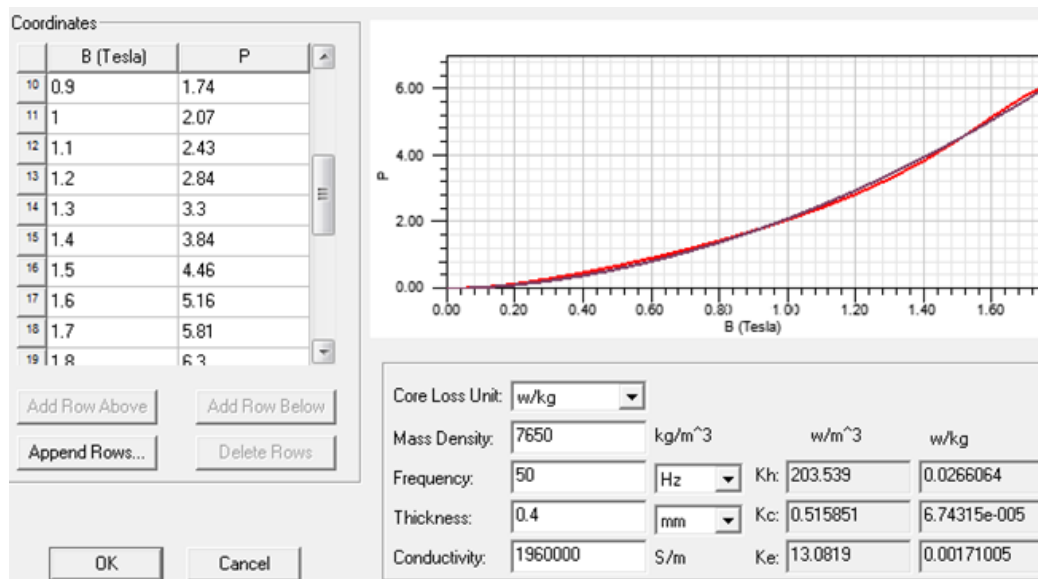 Coordinates
B (Tesla) P
10 0.9 1.74
11 1 2.07
12 1.1 2.43
13 1.2 2.84
14 1.3 3.3
15 1.4 3.84
16 1.5 4.46
17 1.6 5.16
18 1.7 5.81
19 1.8 6.3
Add Row Above Add Row Below
Append Rows... Delete Rows
OK Cancel
6.00
4.00
2.00
0.00
P
0.00 0.20 0.40 0.60 0.80 1.00 1.20 1.40 1.60
B (Tesla)
Core Loss Unit: w/kg
Mass Density: 7650 kg/m^3 w/m^3 w/kg
Frequency: 50 Hz Kh: 203.539 0.0266064
Thickness: 0.4 mm Kc: 0.515851 6.74315e-005
Conductivity: 1960000 S/m Ke: 13.0819 0.00171005